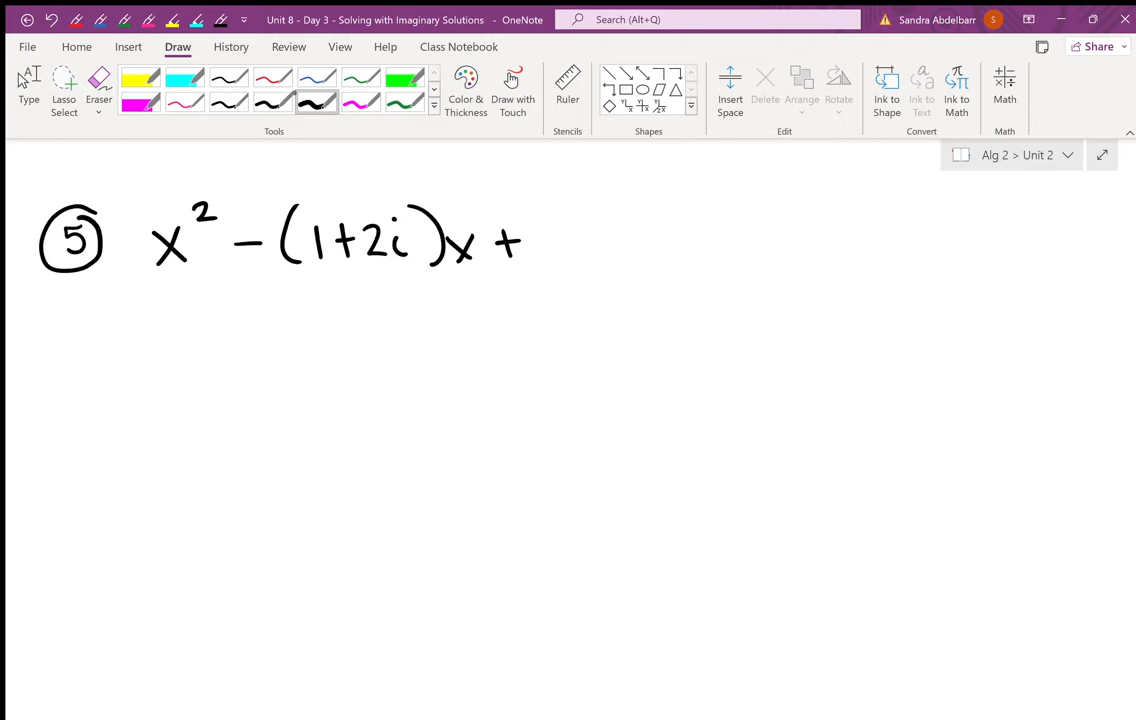 Unit 8 - Day 3 - Solving with Imaginary Solutions - OneNote
Search (Alt+Q)
Sandra Abdelbarr
S
File Home Insert Draw History Review View Help Class Notebook
Share
Type
Lasso Select
Eraser
Color & Thickness
Draw with Touch
Ruler
Insert Space
Delete
Arrange
Rotate
Ink to Shape
Ink to Text
Ink to Math
Math
Tools
Stencils
Shapes
Edit
Convert
Math
Alg 2 > Unit 2
⑤ x² - (1+2i)x +